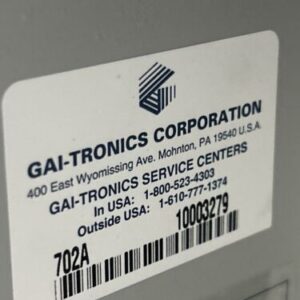 GAI-TRONICS CORPORATION
400 East Wyomissing Ave. Mohnton, PA 19540 U.S.A.
GAI-TRONICS SERVICE CENTERS
In USA: 1-800-523-4303
Outside USA: 1-610-777-1374
702A 10003279